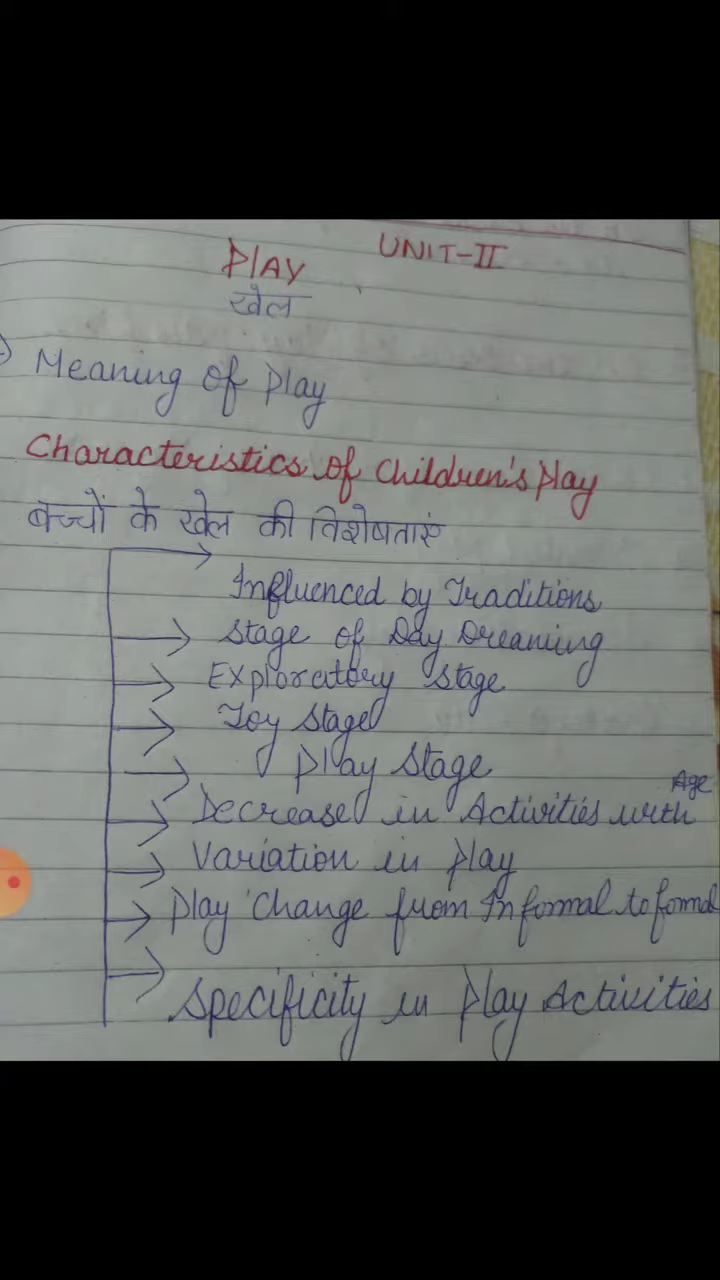 UNIT-II
PLAY
खेल
Meaning of Play
Characteristics of Children's Play
बच्चों के खेल की विशेषताएं
Influenced by Traditions
Stage of Day Dreaming
Exploratory Stage
Toy Stage
Play Stage
Decrease in Activities with Age
Variation in Play
Play Change from Informal to formal
Specificity in Play Activities